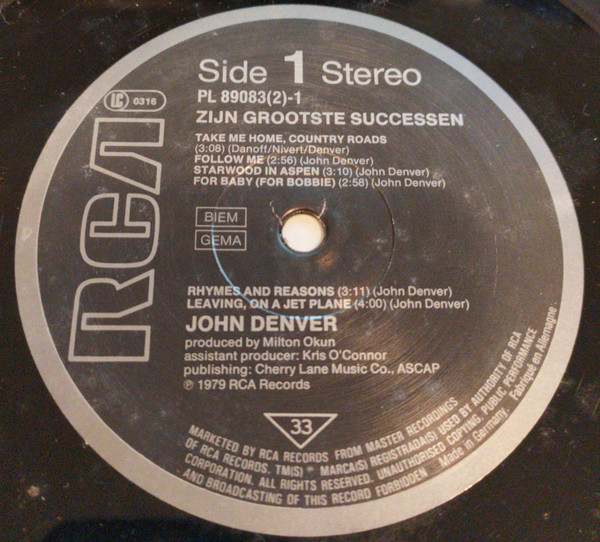 Side 1 Stereo
PL 89083(2)-1
LC 0316
ZIJN GROOTSTE SUCCESSEN
TAKE ME HOME, COUNTRY ROADS
(3:08) (Danoff/Nivert/Denver)
FOLLOW ME (2:56) (John Denver)
STARWOOD IN ASPEN (3:10) (John Denver)
FOR BABY (FOR BOBBIE) (2:58) (John Denver)
RCA
BIEM
GEMA
RHYMES AND REASONS (3:11) (John Denver)
LEAVING, ON A JET PLANE (4:00) (John Denver)
JOHN DENVER
produced by Milton Okun
assistant producer: Kris O'Connor
publishing: Cherry Lane Music Co., ASCAP
℗ 1979 RCA Records
33
MARKETED BY RCA RECORDS FROM MASTER RECORDINGS
OF RCA RECORDS. TM(S) ® MARCA(S) REGISTRADA(S) USED BY AUTHORITY OF RCA
CORPORATION. ALL RIGHTS RESERVED. UNAUTHORISED COPYING, PUBLIC PERFORMANCE
AND BROADCASTING OF THIS RECORD FORBIDDEN · Made in Germany. Fabriqué en Allemagne.